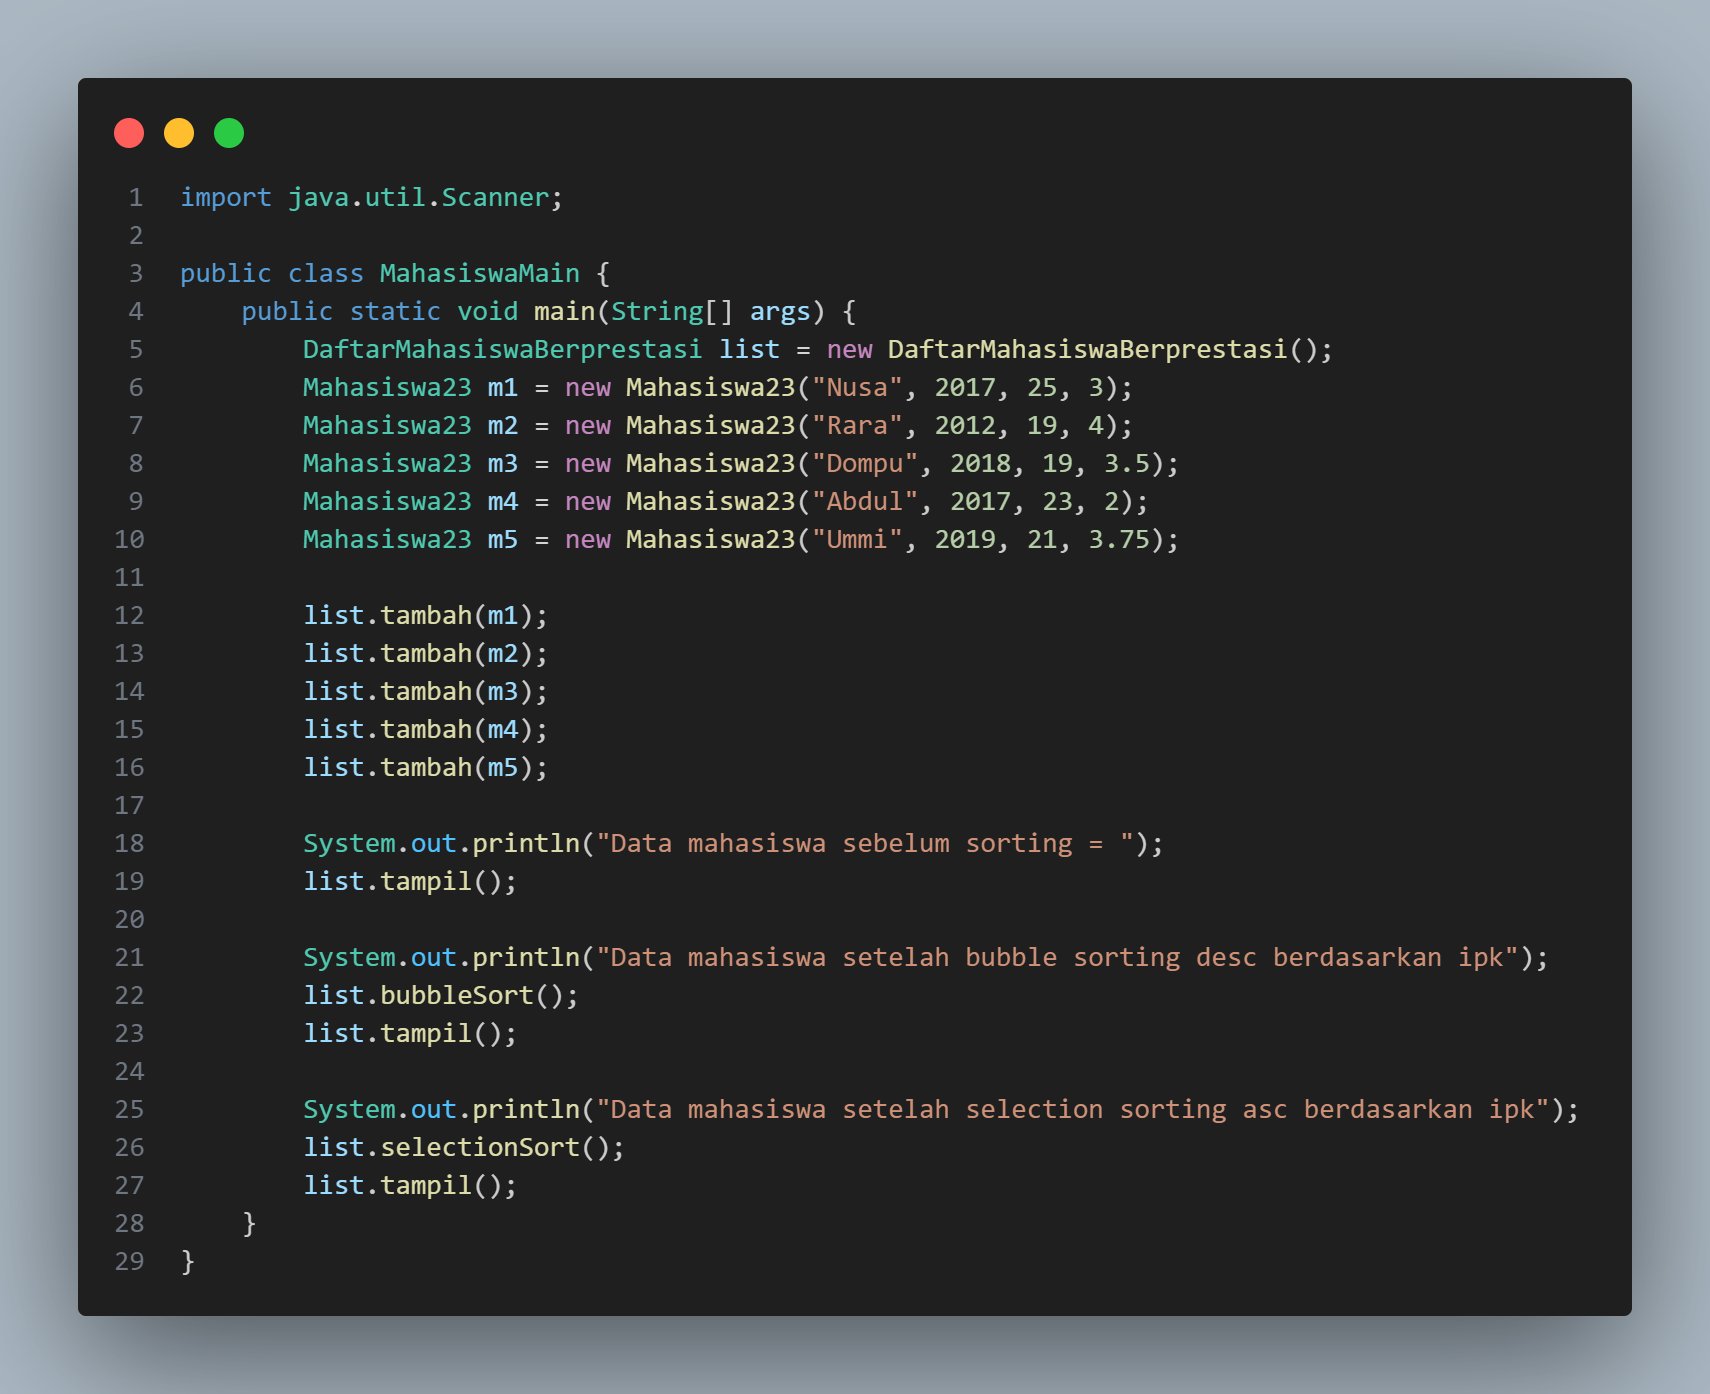 1 import java.util.Scanner;
2
3 public class MahasiswaMain {
4     public static void main(String[] args) {
5         DaftarMahasiswaBerprestasi list = new DaftarMahasiswaBerprestasi();
6         Mahasiswa23 m1 = new Mahasiswa23("Nusa", 2017, 25, 3);
7         Mahasiswa23 m2 = new Mahasiswa23("Rara", 2012, 19, 4);
8         Mahasiswa23 m3 = new Mahasiswa23("Dompu", 2018, 19, 3.5);
9         Mahasiswa23 m4 = new Mahasiswa23("Abdul", 2017, 23, 2);
10         Mahasiswa23 m5 = new Mahasiswa23("Ummi", 2019, 21, 3.75);
11
12         list.tambah(m1);
13         list.tambah(m2);
14         list.tambah(m3);
15         list.tambah(m4);
16         list.tambah(m5);
17
18         System.out.println("Data mahasiswa sebelum sorting = ");
19         list.tampil();
20
21         System.out.println("Data mahasiswa setelah bubble sorting desc berdasarkan ipk");
22         list.bubbleSort();
23         list.tampil();
24
25         System.out.println("Data mahasiswa setelah selection sorting asc berdasarkan ipk");
26         list.selectionSort();
27         list.tampil();
28     }
29 }